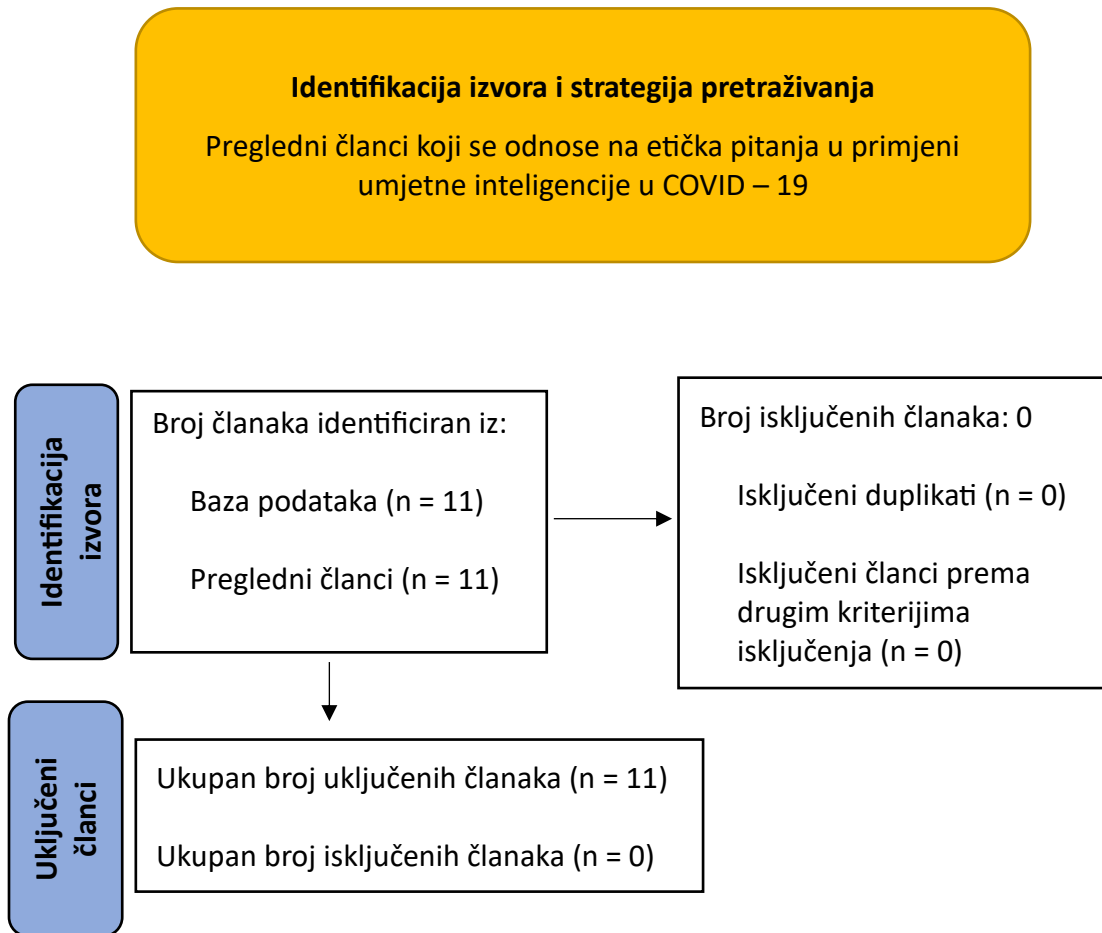 Identifikacija izvora i strategija pretraživanja
Pregledni članci koji se odnose na etička pitanja u primjeni
umjetne inteligencije u COVID – 19
Identifikacija
izvora
Broj članaka identificiran iz:
Baza podataka (n = 11)
Pregledni članci (n = 11)
Broj isključenih članaka: 0
Isključeni duplikati (n = 0)
Isključeni članci prema
drugim kriterijima
isključenja (n = 0)
Uključeni
članci
Ukupan broj uključenih članaka (n = 11)
Ukupan broj isključenih članaka (n = 0)